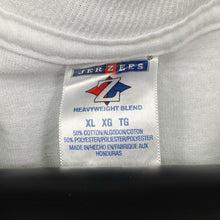 JERZEES
HEAVYWEIGHT BLEND
XL XG TG
50% COTTON/ALGODON/COTON
50% POLYESTER/POLIESTER/POLYESTER
MADE IN/HECHO EN/FABRIQUE AUX
HONDURAS